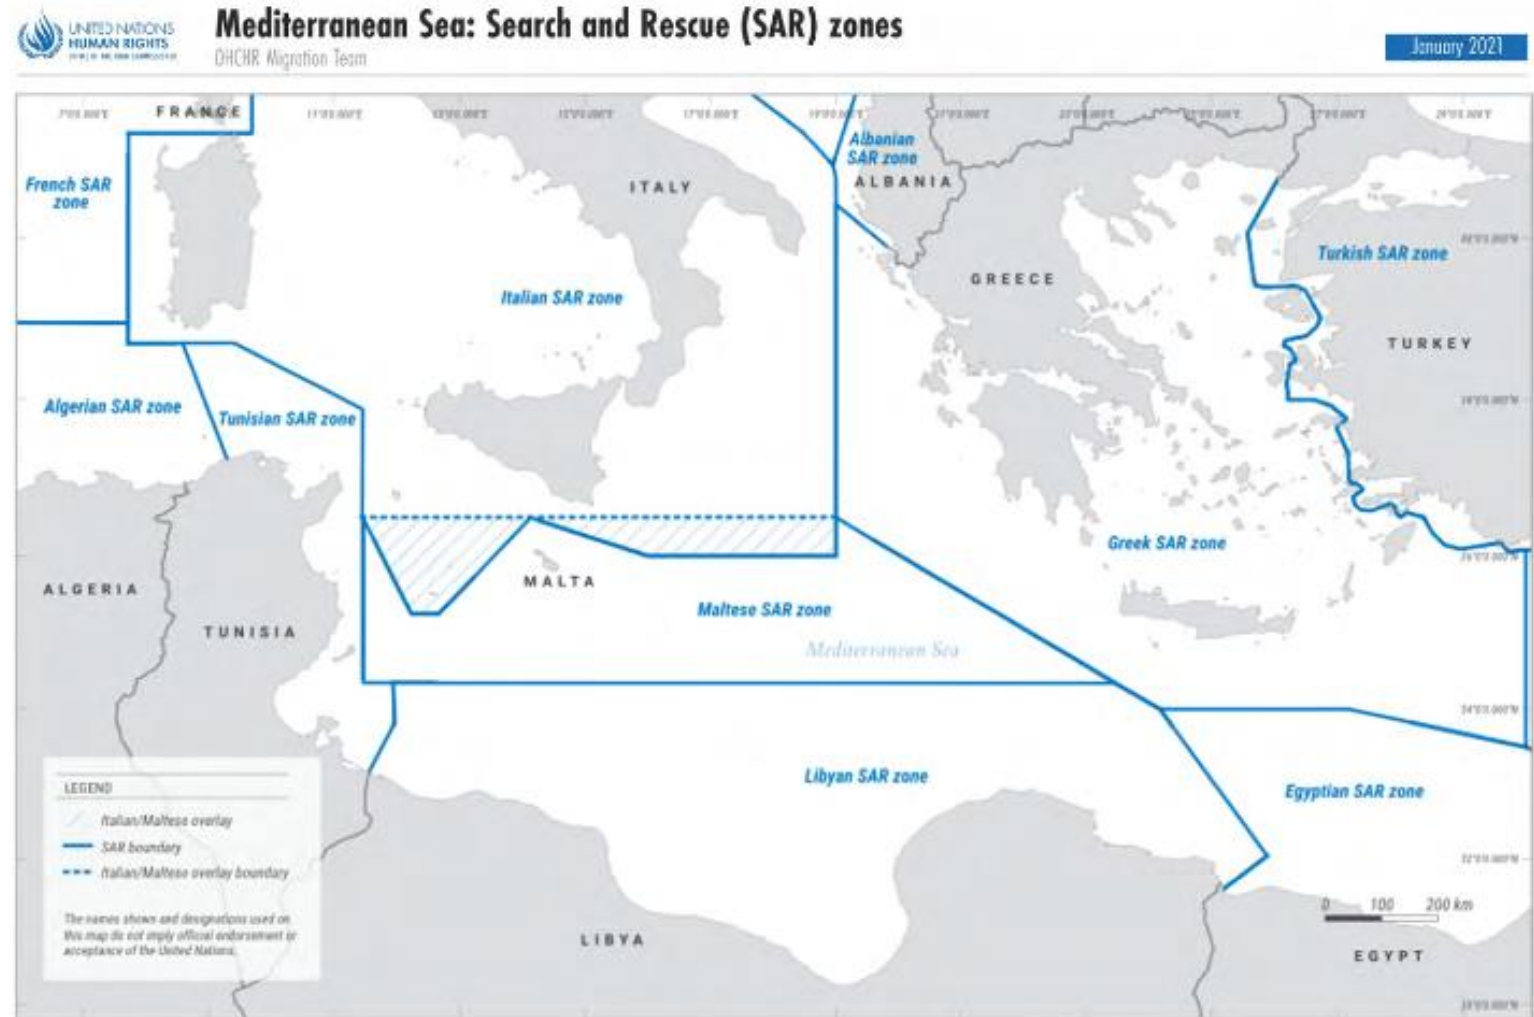 UNITED NATIONS
HUMAN RIGHTS
Mediterranean Sea: Search and Rescue (SAR) zones
OHCHR Migration Team
January 2021
FRANCE
French SAR
zone
ITALY
Albanian
SAR zone
ALBANIA
GREECE
Turkish SAR zone
TURKEY
Italian SAR zone
Algerian SAR zone
Tunisian SAR zone
Greek SAR zone
ALGERIA
TUNISIA
MALTA
Maltese SAR zone
Mediterranean Sea
Libyan SAR zone
Egyptian SAR zone
LEGEND
Italian/Maltese overlay
SAR boundary
Italian/Maltese overlay boundary
The names shown and designations used on
this map do not imply official endorsement or
acceptance of the United Nations.
LIBYA
0 100 200 km
EGYPT